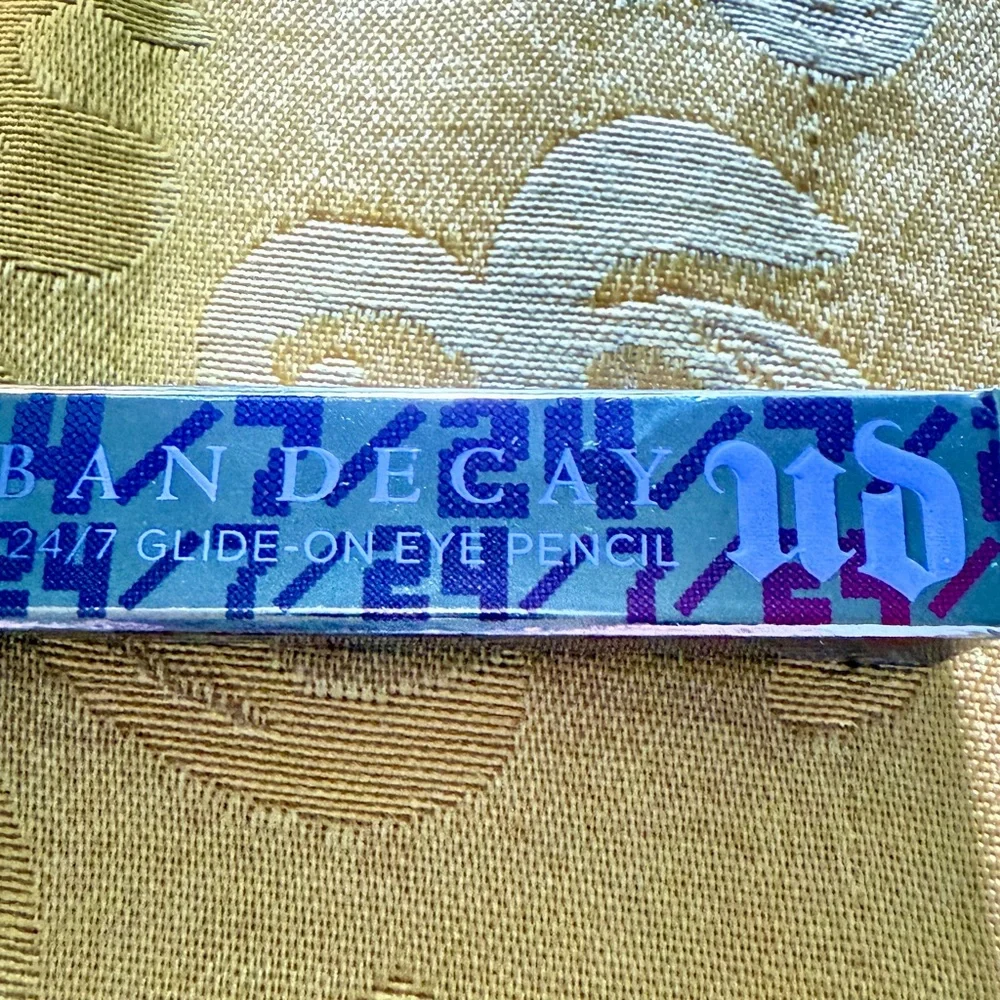 BAN DECAY ud
24/7 GLIDE-ON EYE PENCIL